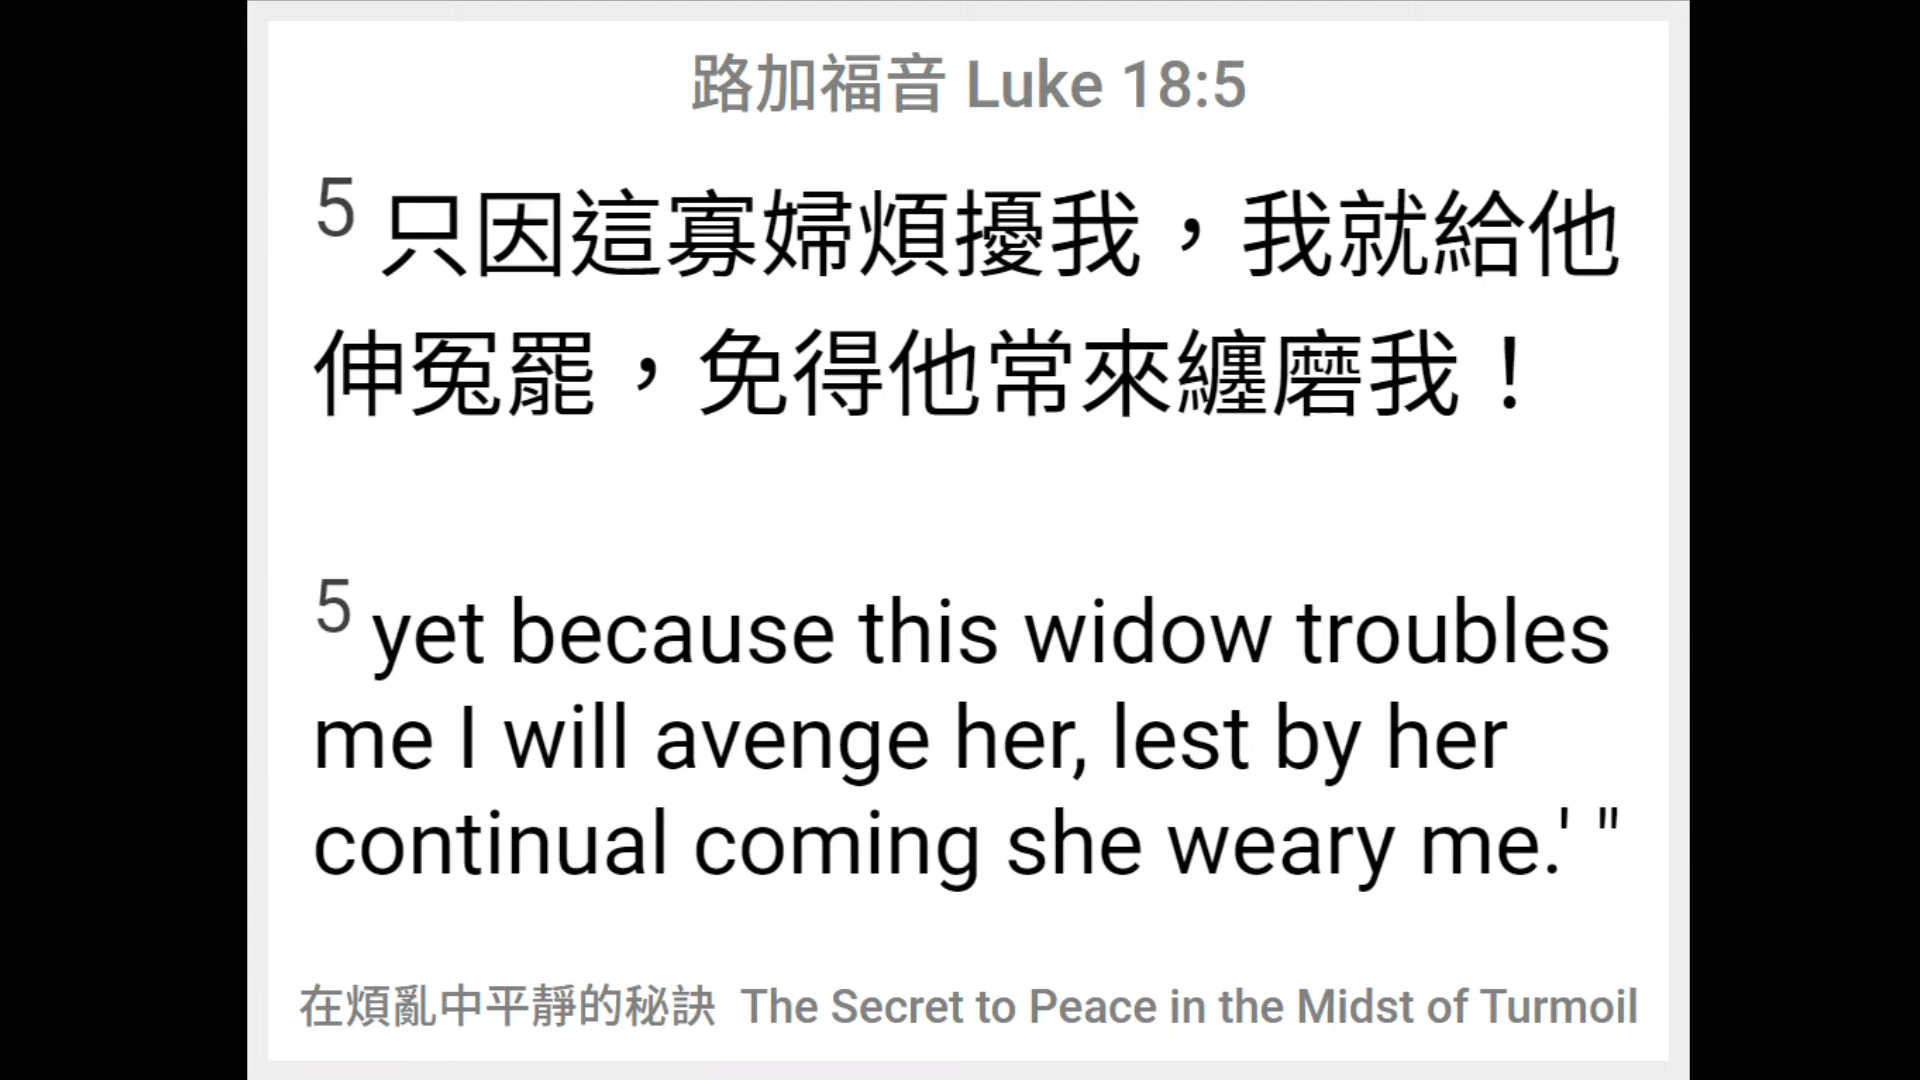 路加福音 Luke 18:5
5 只因這寡婦煩擾我，我就給他
伸冤罷，免得他常來纏磨我！
5 yet because this widow troubles
me I will avenge her, lest by her
continual coming she weary me.' "
在煩亂中平靜的秘訣 The Secret to Peace in the Midst of Turmoil